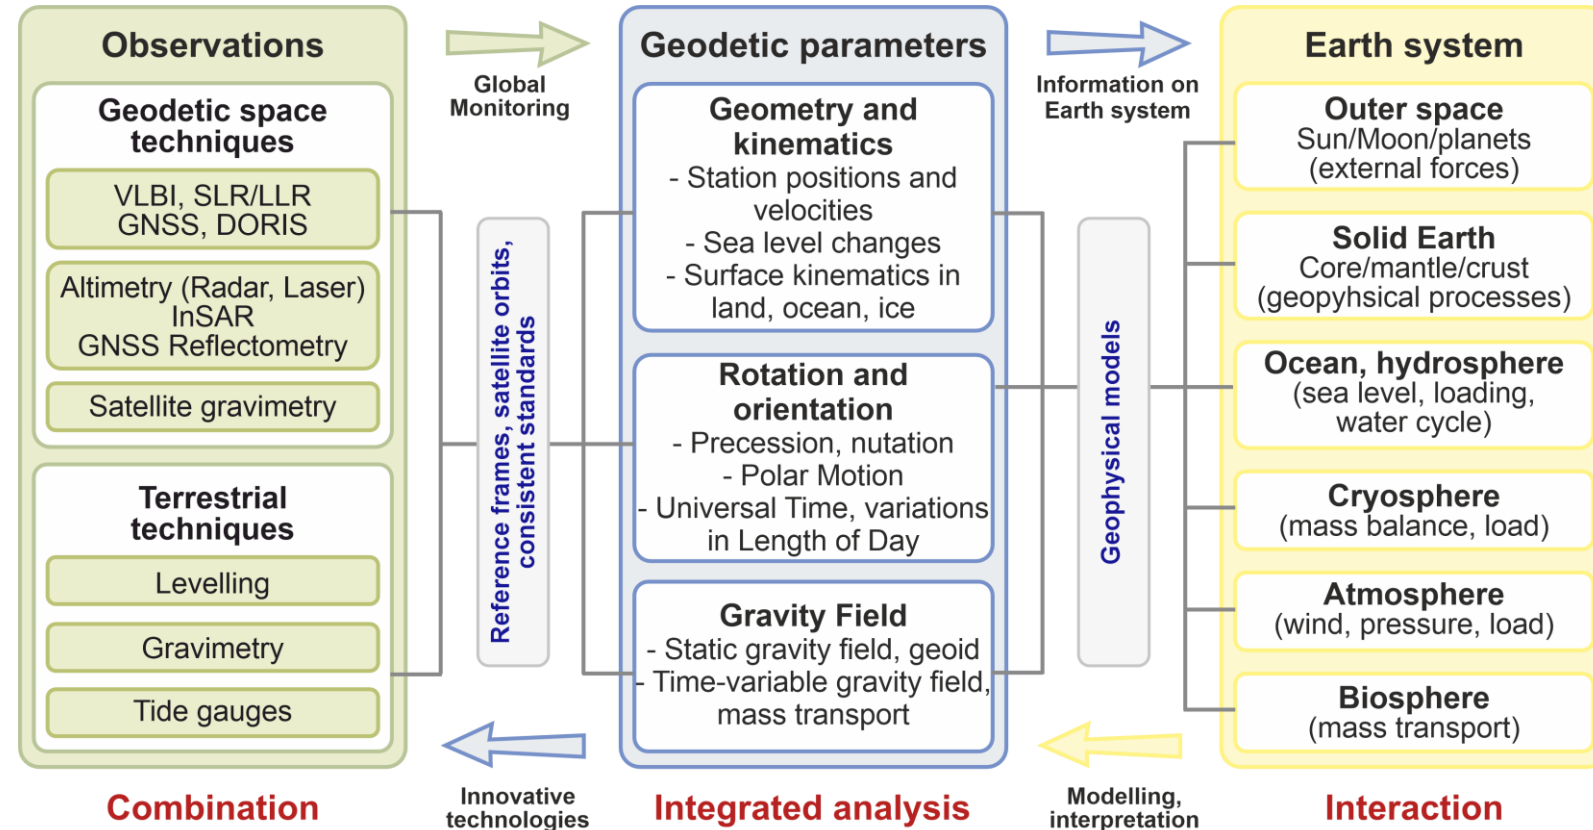 Observations
Geodetic space
techniques
VLBI, SLR/LLR
GNSS, DORIS
Altimetry (Radar, Laser)
InSAR
GNSS Reflectometry
Satellite gravimetry
Terrestrial
techniques
Levelling
Gravimetry
Tide gauges
Combination
Global
Monitoring
Reference frames, satellite orbits,
consistent standards
Innovative
technologies
Geodetic parameters
Geometry and
kinematics
- Station positions and
velocities
- Sea level changes
- Surface kinematics in
land, ocean, ice
Rotation and
orientation
- Precession, nutation
- Polar Motion
- Universal Time, variations
in Length of Day
Gravity Field
- Static gravity field, geoid
- Time-variable gravity field,
mass transport
Integrated analysis
Information on
Earth system
Geophysical models
Modelling,
interpretation
Earth system
Outer space
Sun/Moon/planets
(external forces)
Solid Earth
Core/mantle/crust
(geopyhsical processes)
Ocean, hydrosphere
(sea level, loading,
water cycle)
Cryosphere
(mass balance, load)
Atmosphere
(wind, pressure, load)
Biosphere
(mass transport)
Interaction